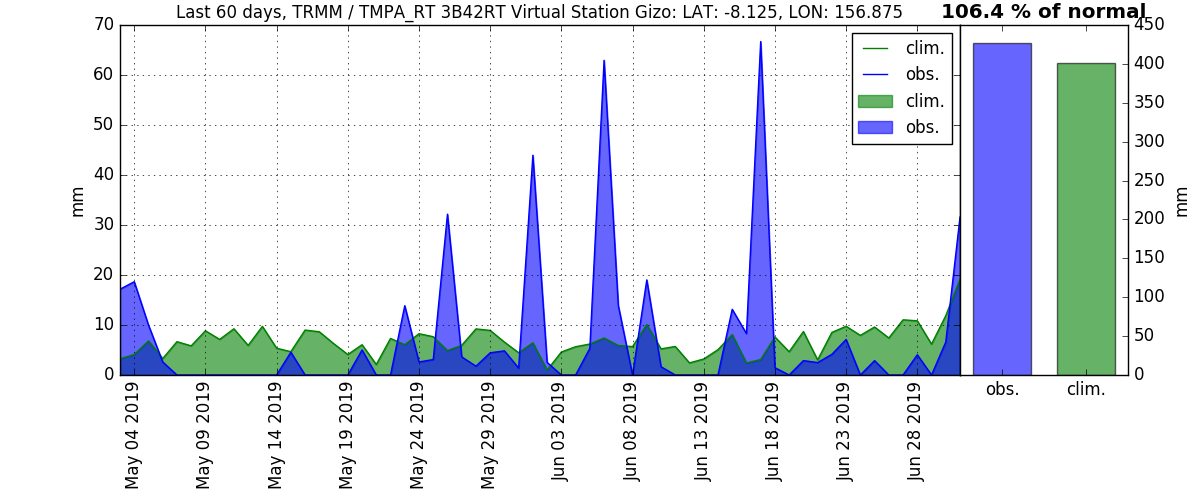 Last 60 days, TRMM / TMPA_RT 3B42RT Virtual Station Gizo: LAT: -8.125, LON: 156.875
106.4 % of normal
70
60
50
40
30
20
10
0
mm
clim.
obs.
clim.
obs.
450
400
350
300
250
200
150
100
50
0
mm
obs.
clim.
May 04 2019
May 09 2019
May 14 2019
May 19 2019
May 24 2019
May 29 2019
Jun 03 2019
Jun 08 2019
Jun 13 2019
Jun 18 2019
Jun 23 2019
Jun 28 2019